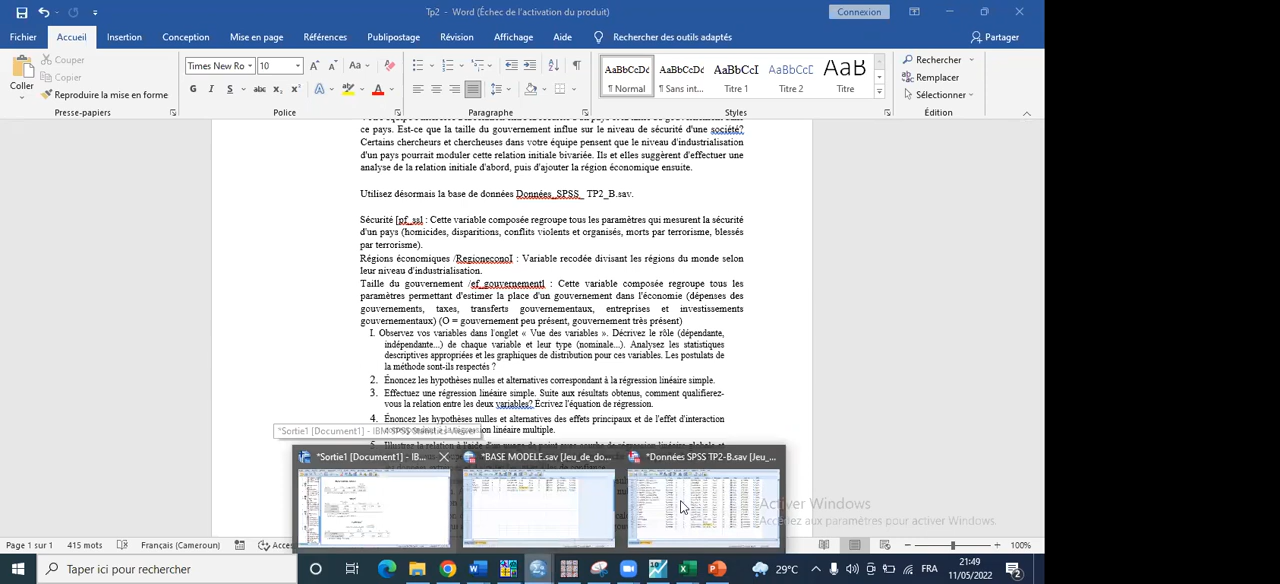 Tp2 - Word (Échec de l'activation du produit)
Connexion
Fichier Accueil Insertion Conception Mise en page Références Publipostage Révision Affichage Aide Rechercher des outils adaptés Partager
Coller
Couper
Copier
Reproduire la mise en forme
Presse-papiers
Times New Ro 10
Police
Paragraphe
AaBbCcDc AaBbCcDc AaBbCcI AaBbCcD AaB
¶ Normal ¶ Sans int... Titre 1 Titre 2 Titre
Styles
Rechercher
Remplacer
Sélectionner
Édition
ce pays. Est-ce que la taille du gouvernement influe sur le niveau de sécurité d'une société?
Certains chercheurs et chercheuses dans votre équipe pensent que le niveau d'industrialisation
d'un pays pourrait moduler cette relation initiale bivariée. Ils et elles suggèrent d'effectuer une
analyse de la relation initiale d'abord, puis d'ajouter la région économique ensuite.
Utilisez désormais la base de données Données_SPSS_ TP2_B.sav.
Sécurité [pf_ssl : Cette variable composée regroupe tous les paramètres qui mesurent la sécurité
d'un pays (homicides, disparitions, conflits violents et organisés, morts par terrorisme, blessés
par terrorisme).
Régions économiques /RegioneconoI : Variable recodée divisant les régions du monde selon
leur niveau d'industrialisation.
Taille du gouvernement /ef_gouvernementl : Cette variable composée regroupe tous les
paramètres permettant d'estimer la place d'un gouvernement dans l'économie (dépenses des
gouvernements, taxes, transferts gouvernementaux, entreprises et investissements
gouvernementaux) (O = gouvernement peu présent, gouvernement très présent)
I. Observez vos variables dans l'onglet « Vue des variables ». Décrivez le rôle (dépendante,
indépendante...) de chaque variable et leur type (nominale...). Analysez les statistiques
descriptives appropriées et les graphiques de distribution pour ces variables. Les postulats de
la méthode sont-ils respectés ?
2. Énoncez les hypothèses nulles et alternatives correspondant à la régression linéaire simple.
3. Effectuez une régression linéaire simple. Suite aux résultats obtenus, comment qualifierez-
vous la relation entre les deux variables? Ecrivez l'équation de régression.
4. Énoncez les hypothèses nulles et alternatives des effets principaux et de l'effet d'interaction
*Sortie1 [Document1] - IBM SPSS Statistics Viewer
linéaire multiple.
*Sortie1 [Document1] - IB...
*BASE MODELE.sav [Jeu_de_do...
*Données SPSS TP2-B.sav [Jeu_...
Activer Windows
Accédez aux paramètres pour activer Windows.
Page 1 sur 1 415 mots Français (Cameroun) Acces 100%
Taper ici pour rechercher
29°C
FRA
21:49
11/05/2022
2